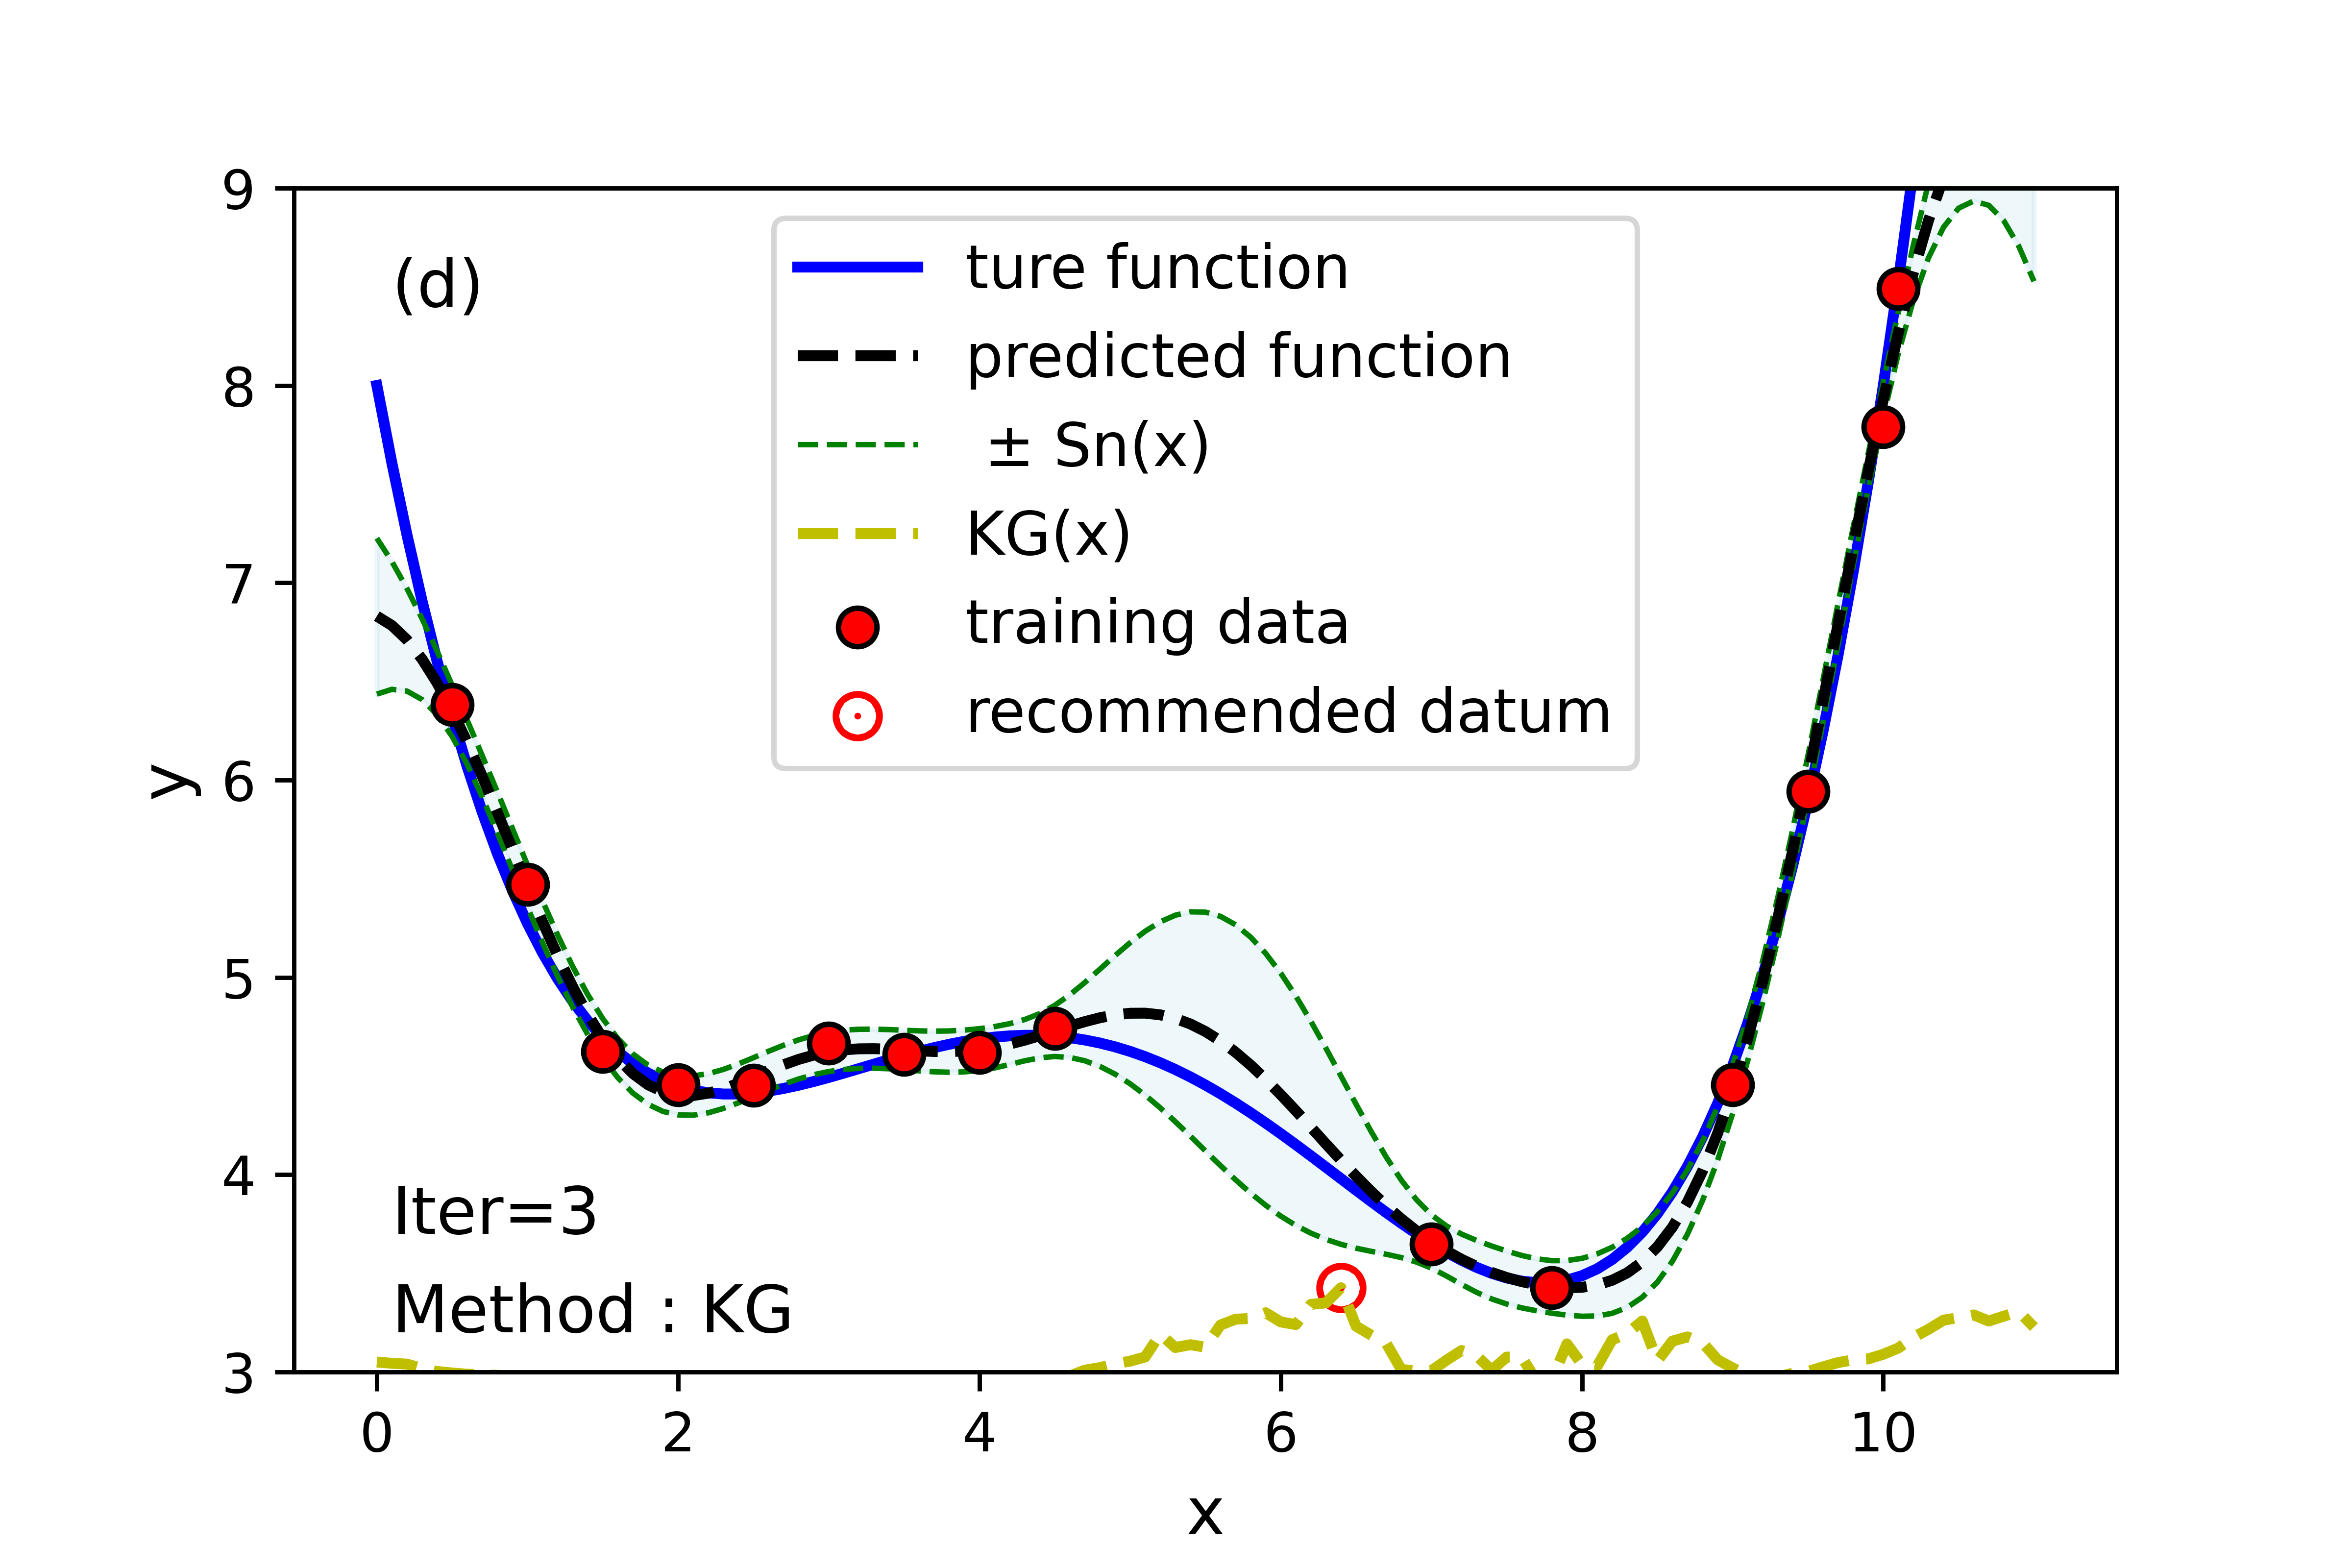 (d)
ture function
predicted function
± Sn(x)
KG(x)
training data
recommended datum
Iter=3
Method : KG
y
9
8
7
6
5
4
3
0 2 4 6 8 10
x